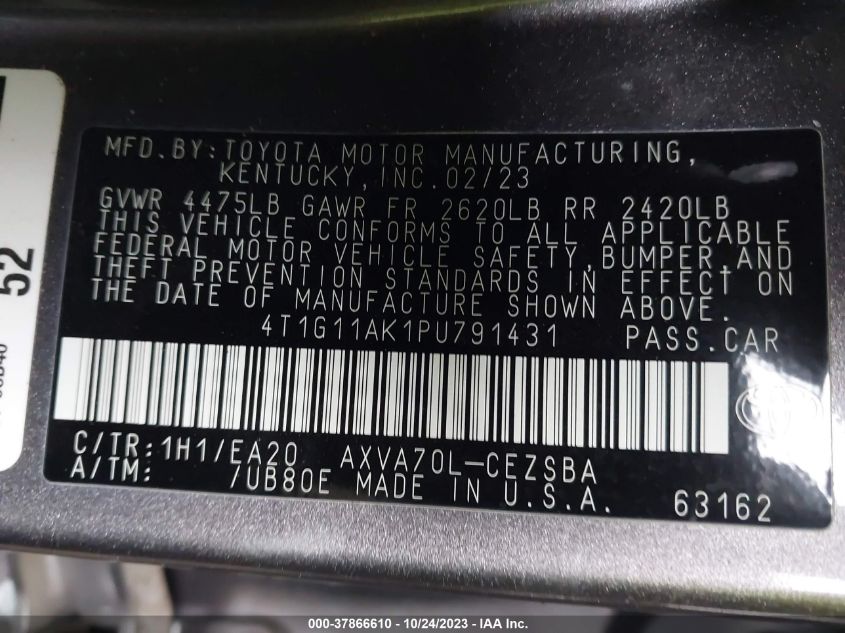 MFD.BY:TOYOTA MOTOR MANUFACTURING,
KENTUCKY,INC.02/23
GVWR 4475LB GAWR FR 2620LB RR 2420LB
THIS VEHICLE CONFORMS TO ALL APPLICABLE
FEDERAL MOTOR VEHICLE SAFETY,BUMPER,AND
THEFT PREVENTION STANDARDS IN EFFECT ON
THE DATE OF MANUFACTURE SHOWN ABOVE.
4T1G11AK1PU791431 PASS.CAR
C/TR:1H1/EA20 AXVA70L-CEZSBA
A/TM: /UB80E MADE IN U.S.A. 63162
52
000-37866610 - 10/24/2023 - IAA Inc.